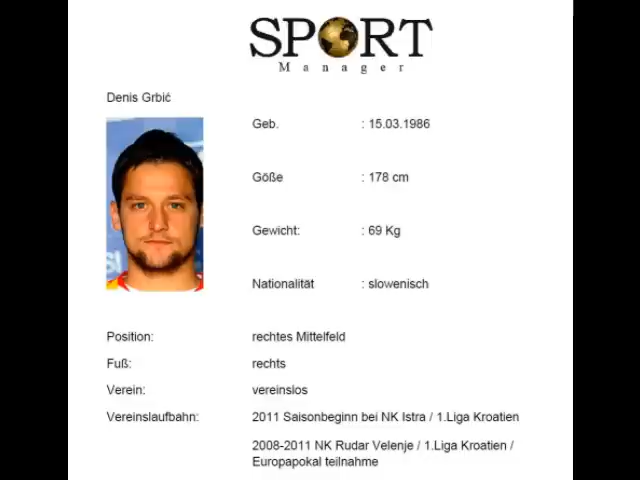 SPORT
Manager
Denis Grbić
Geb. : 15.03.1986
Größe : 178 cm
Gewicht: : 69 Kg
Nationalität : slowenisch
Position: rechtes Mittelfeld
Fuß: rechts
Verein: vereinslos
Vereinslaufbahn: 2011 Saisonbeginn bei NK Istra / 1.Liga Kroatien
2008-2011 NK Rudar Velenje / 1.Liga Kroatien /
Europapokal teilnahme